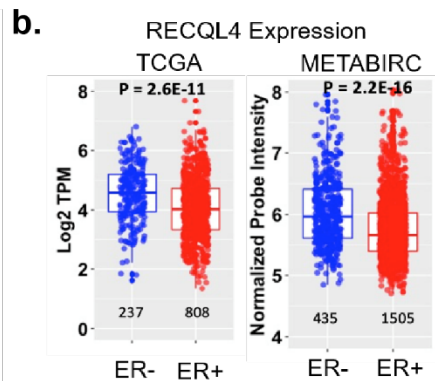 b.
RECQL4 Expression
TCGA
METABIRC
P = 2.6E-11
P = 2.2E-16
Log2 TPM
8
6
4
2
0
237
808
ER-
ER+
Normalized Probe Intensity
8
7
6
5
4
435
1505
ER-
ER+